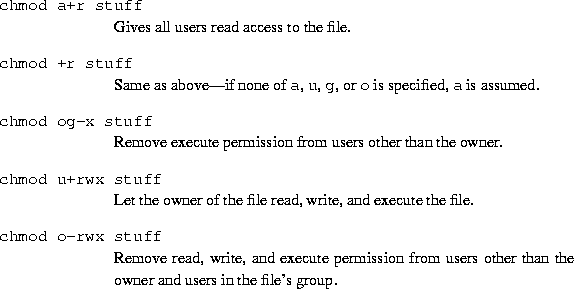 chmod a+r stuff
Gives all users read access to the file.
chmod +r stuff
Same as above—if none of a, u, g, or o is specified, a is assumed.
chmod og-x stuff
Remove execute permission from users other than the owner.
chmod u+rwx stuff
Let the owner of the file read, write, and execute the file.
chmod o-rwx stuff
Remove read, write, and execute permission from users other than the
owner and users in the file's group.